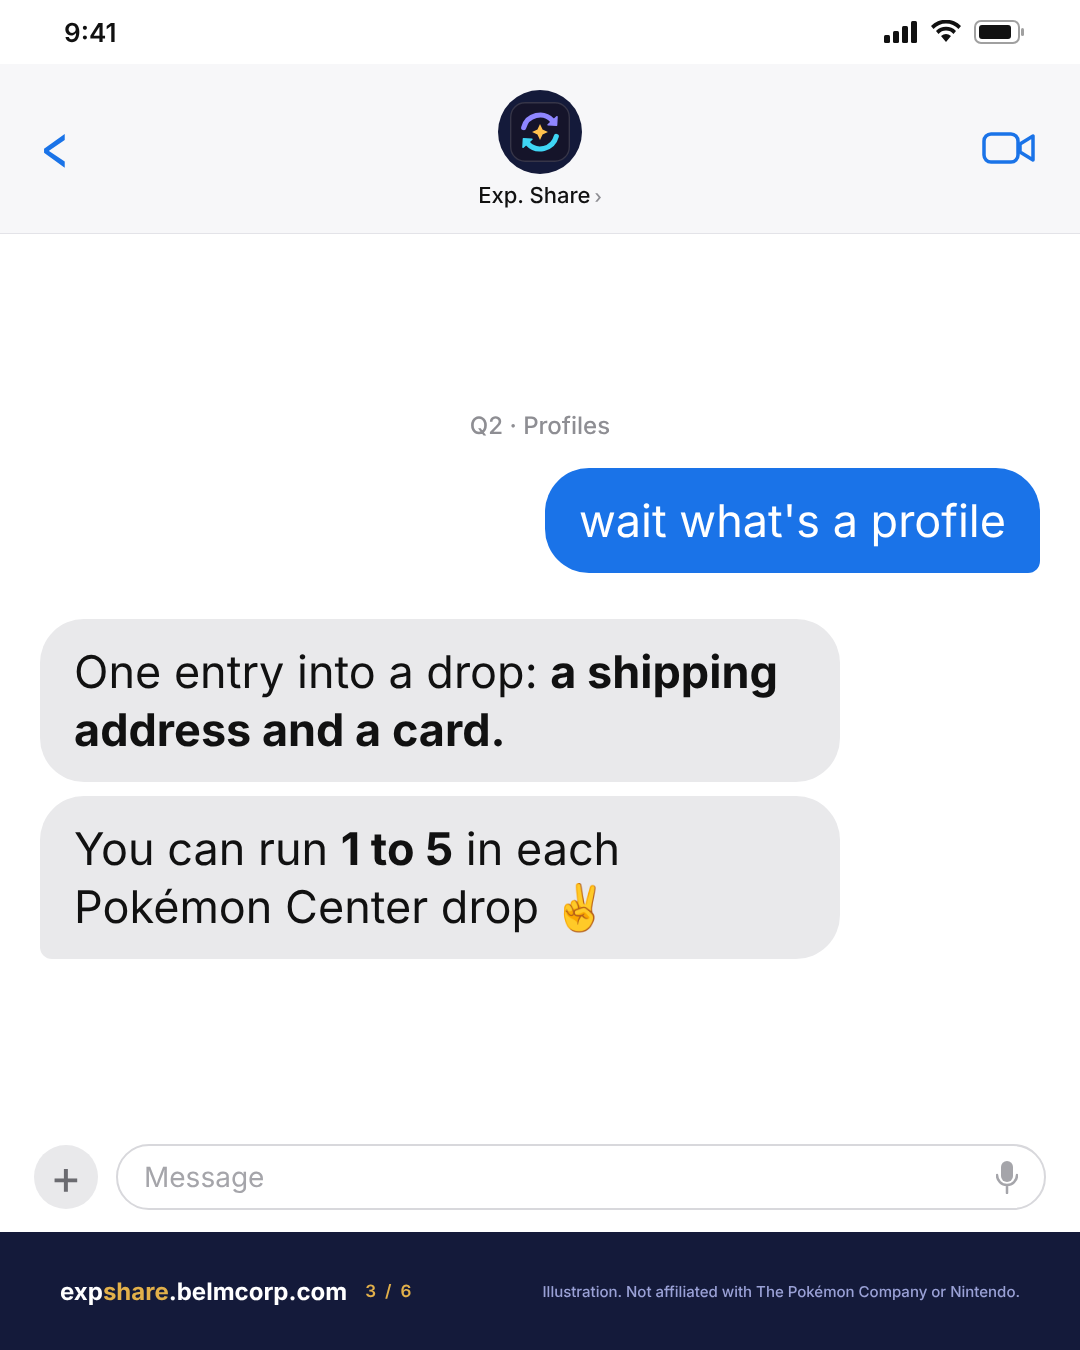 9:41
Exp. Share ›
Q2 · Profiles
wait what's a profile
One entry into a drop: a shipping
address and a card.
You can run 1 to 5 in each
Pokémon Center drop ✌️
Message
expshare.belmcorp.com 3 / 6
Illustration. Not affiliated with The Pokémon Company or Nintendo.